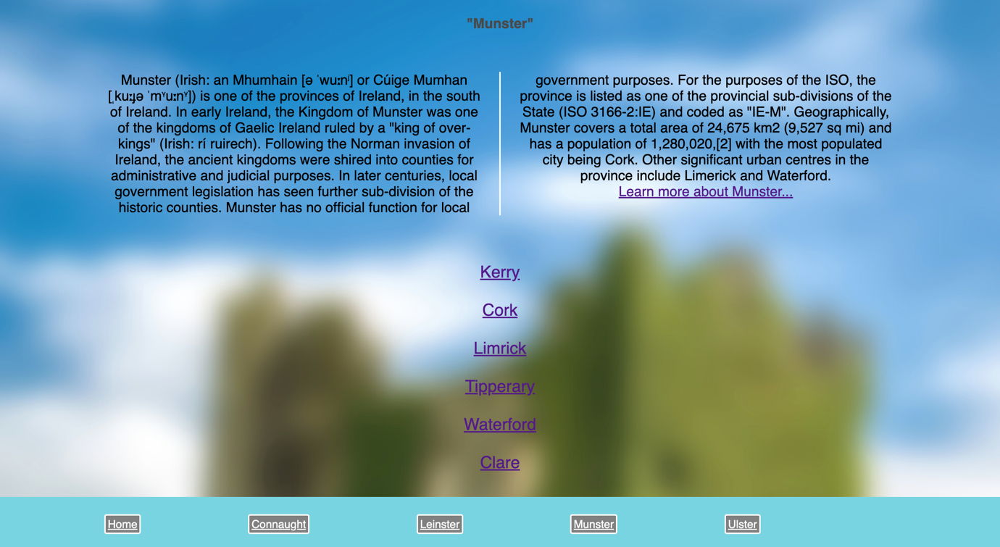 "Munster"
Munster (Irish: an Mhumhain [ə ˈwuːnʲ] or Cúige Mumhan
[ˌkuːɟə ˈmˠuːnˠ]) is one of the provinces of Ireland, in the south
of Ireland. In early Ireland, the Kingdom of Munster was one
of the kingdoms of Gaelic Ireland ruled by a "king of over-
kings" (Irish: rí ruirech). Following the Norman invasion of
Ireland, the ancient kingdoms were shired into counties for
administrative and judicial purposes. In later centuries, local
government legislation has seen further sub-division of the
historic counties. Munster has no official function for local
government purposes. For the purposes of the ISO, the
province is listed as one of the provincial sub-divisions of the
State (ISO 3166-2:IE) and coded as "IE-M". Geographically,
Munster covers a total area of 24,675 km2 (9,527 sq mi) and
has a population of 1,280,020,[2] with the most populated
city being Cork. Other significant urban centres in the
province include Limerick and Waterford.
Learn more about Munster...
Kerry
Cork
Limrick
Tipperary
Waterford
Clare
Home
Connaught
Leinster
Munster
Ulster